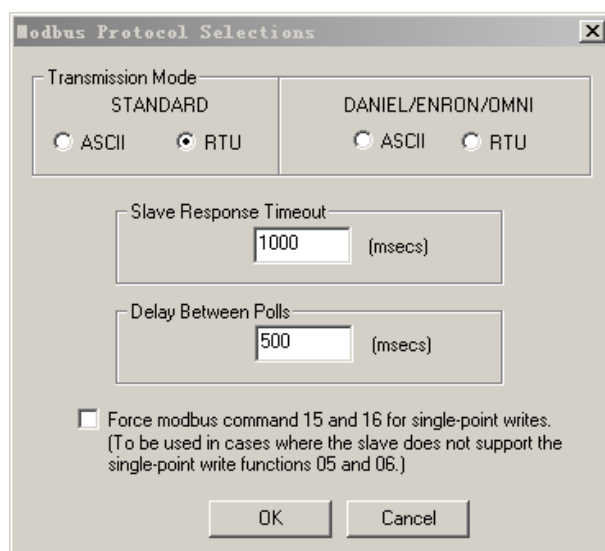 Modbus Protocol Selections
Transmission Mode
STANDARD
ASCII
RTU
DANIEL/ENRON/OMNI
ASCII
RTU
Slave Response Timeout
1000 (msecs)
Delay Between Polls
500 (msecs)
Force modbus command 15 and 16 for single-point writes.
(To be used in cases where the slave does not support the
single-point write functions 05 and 06.)
OK
Cancel